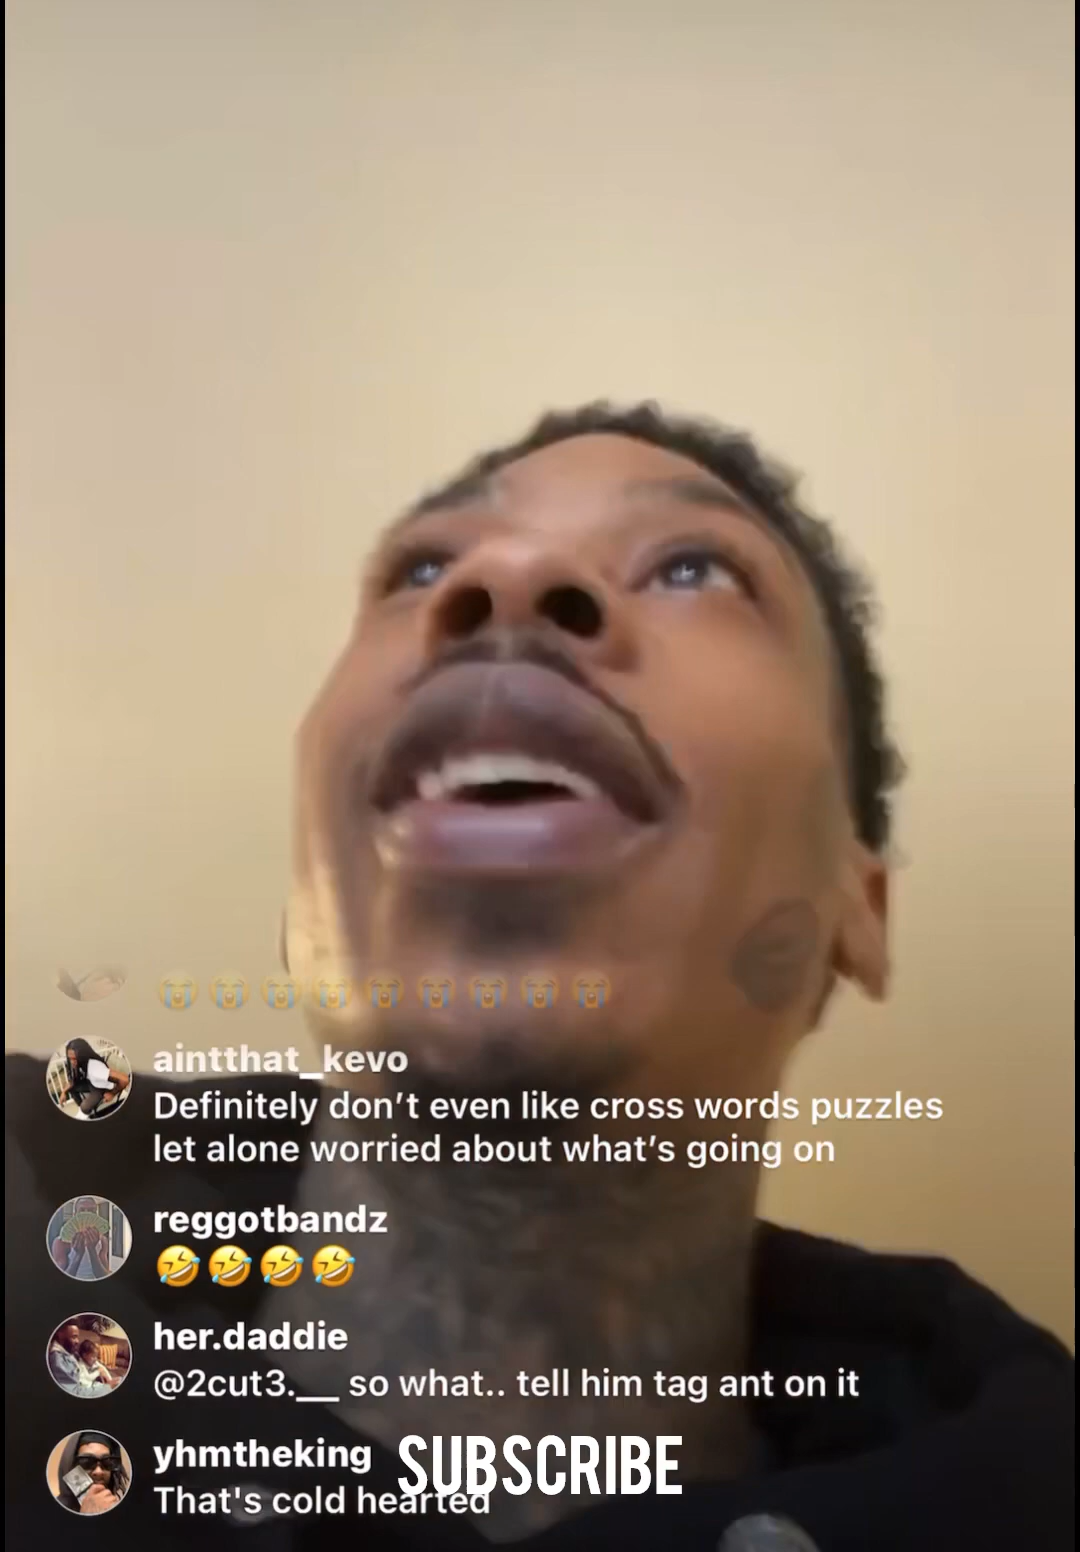 😭😭😭😭😭😭😭😭😭
aintthat_kevo
Definitely don't even like cross words puzzles
let alone worried about what's going on
reggotbandz
🤣🤣🤣🤣
her.daddie
@2cut3.__ so what.. tell him tag ant on it
yhmtheking
SUBSCRIBE
That's cold hearted